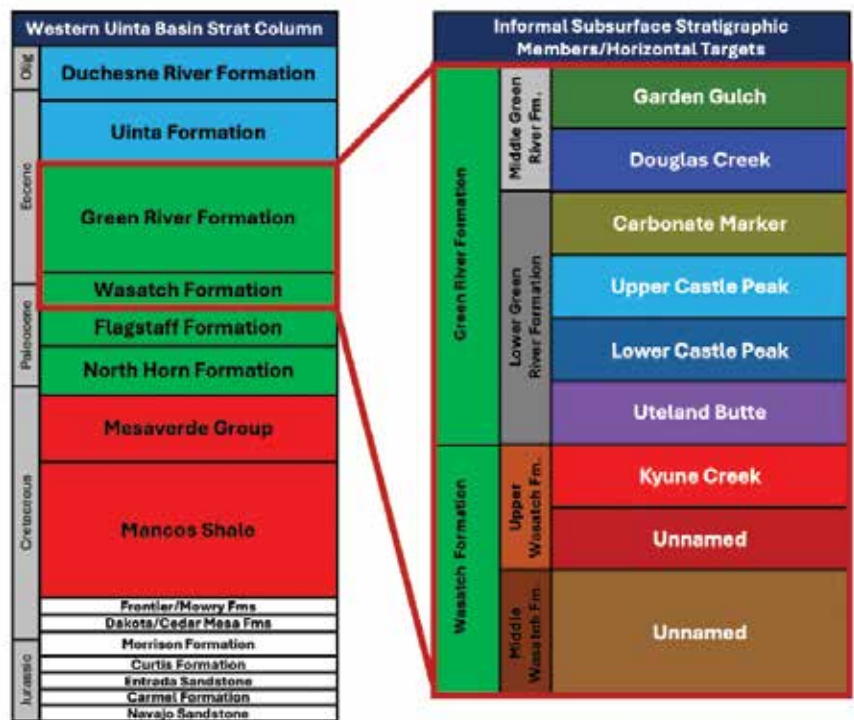 Western Uinta Basin Strat Column
Olig
Eocene
Paleocene
Cretaceous
Jurassic
Duchesne River Formation
Uinta Formation
Green River Formation
Wasatch Formation
Flagstaff Formation
North Horn Formation
Mesaverde Group
Mancos Shale
Frontier/Mowry Fms
Dakota/Cedar Mesa Fms
Morrison Formation
Curtis Formation
Entrada Sandstone
Carmel Formation
Navajo Sandstone
Informal Subsurface Stratigraphic
Members/Horizontal Targets
Green River Formation
Wasatch Formation
Middle Green
River Fm.
Lower Green
River Formation
Upper
Wasatch Fm.
Middle
Wasatch Fm.
Garden Gulch
Douglas Creek
Carbonate Marker
Upper Castle Peak
Lower Castle Peak
Uteland Butte
Kyune Creek
Unnamed
Unnamed